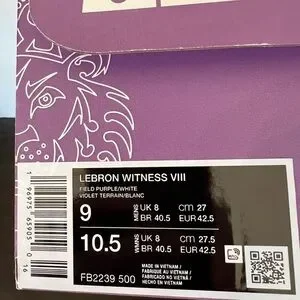 LEBRON WITNESS VIII
FIELD PURPLE/WHITE
VIOLET TERRAIN/BLANC
9 MENS UK 8 CM 27
BR 40.5 EUR 42.5
10.5 WMNS UK 8 CM 27.5
BR 40.5 EUR 42.5
FB2239 500
MADE IN VIETNAM /
FABRIQUÉ AU VIETNAM /
FABRICADO NO VIETNÃ /
HECHO EN VIETNAM